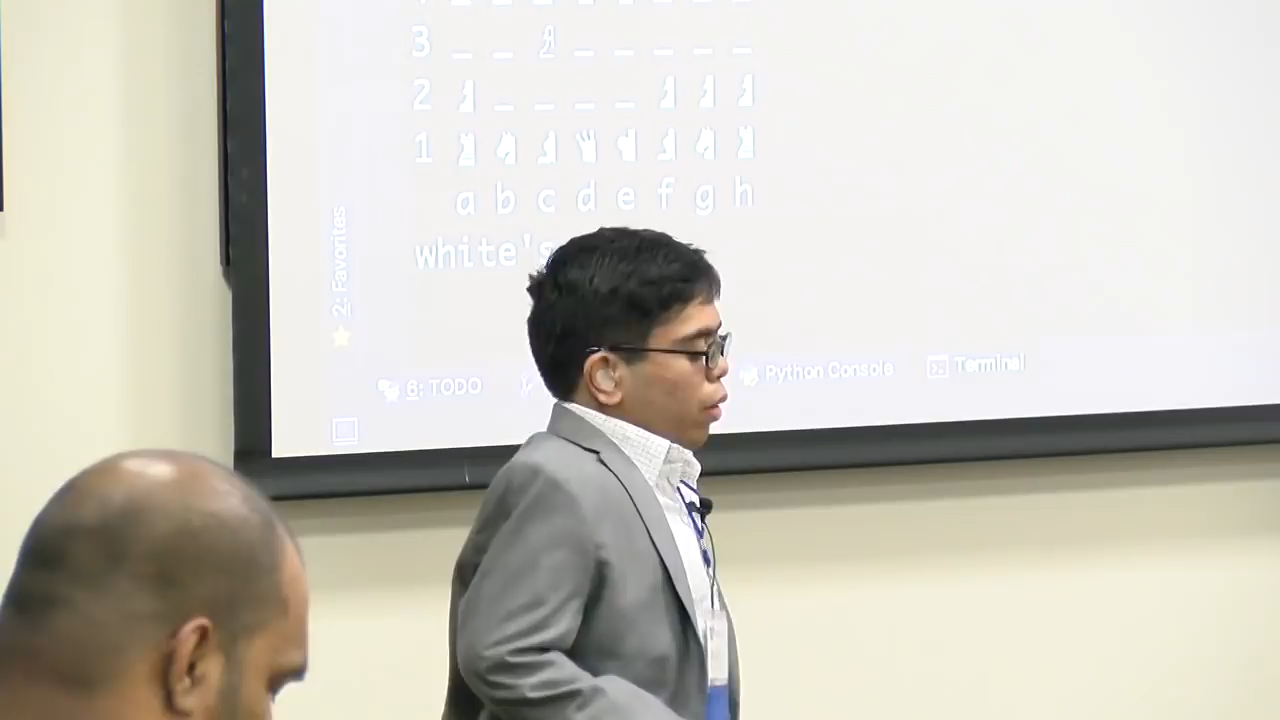 3 _ _ _ _ _ _ _
2 _ _ _ _
1
a b c d e f g h
white's
2: Favorites
6: TODO
Python Console
Terminal